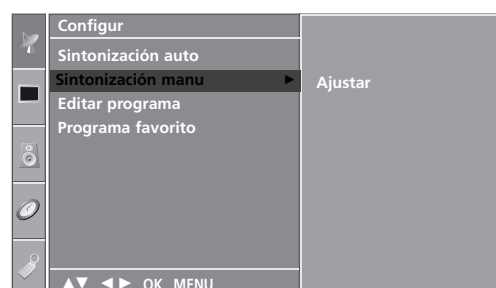 Configur
Sintonización auto
Sintonización manu ►
Ajustar
Editar programa
Programa favorito
▲▼ ◄► OK MENU